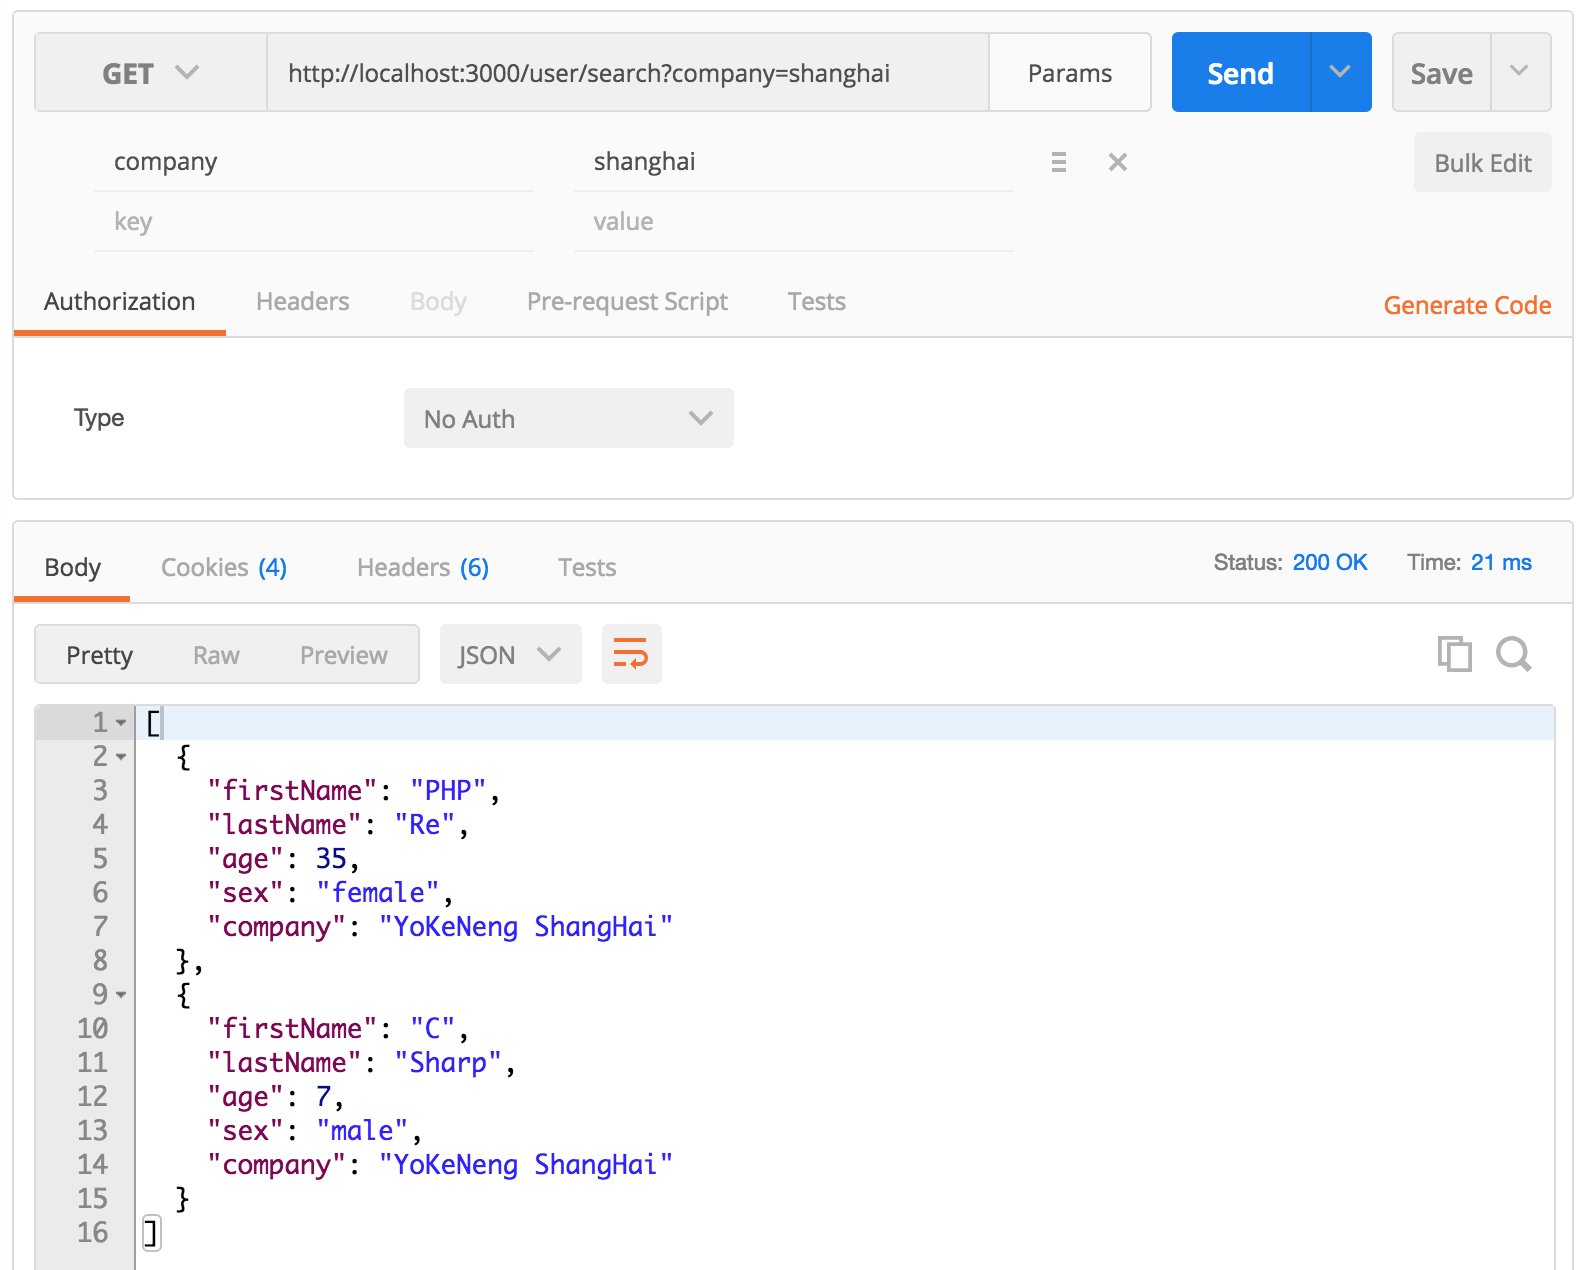 GET http://localhost:3000/user/search?company=shanghai Params Send Save
company shanghai Bulk Edit
key value
Authorization Headers Body Pre-request Script Tests Generate Code
Type No Auth
Body Cookies (4) Headers (6) Tests Status: 200 OK Time: 21 ms
Pretty Raw Preview JSON
1 [
2 {
3 "firstName": "PHP",
4 "lastName": "Re",
5 "age": 35,
6 "sex": "female",
7 "company": "YoKeNeng ShangHai"
8 },
9 {
10 "firstName": "C",
11 "lastName": "Sharp",
12 "age": 7,
13 "sex": "male",
14 "company": "YoKeNeng ShangHai"
15 }
16 ]